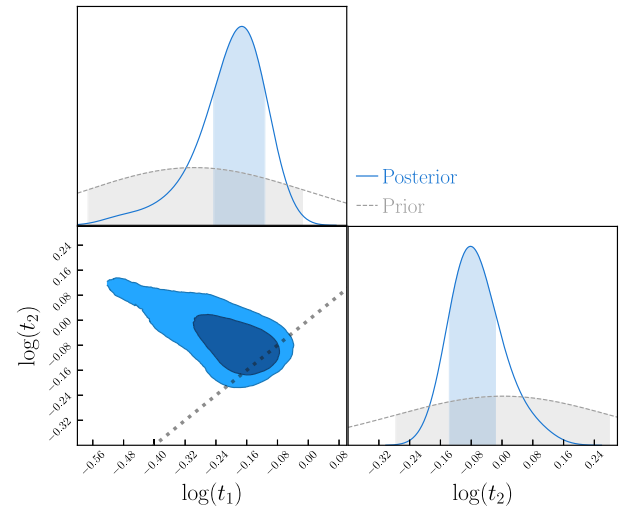 Posterior
Prior
0.24
0.16
0.08
0.00
−0.08
−0.16
−0.24
−0.32
log(t₂)
−0.56 −0.48 −0.40 −0.32 −0.24 −0.16 −0.08 0.00 0.08
log(t₁)
−0.32 −0.24 −0.16 −0.08 0.00 0.08 0.16 0.24
log(t₂)